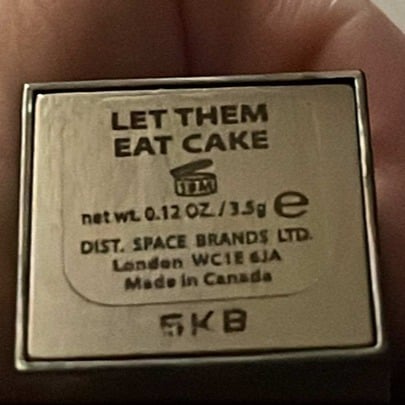 LET THEM
EAT CAKE
18M
net wt. 0.12 OZ./3.5g e
DIST. SPACE BRANDS LTD.
London WC1E 6JA
Made in Canada
5KB